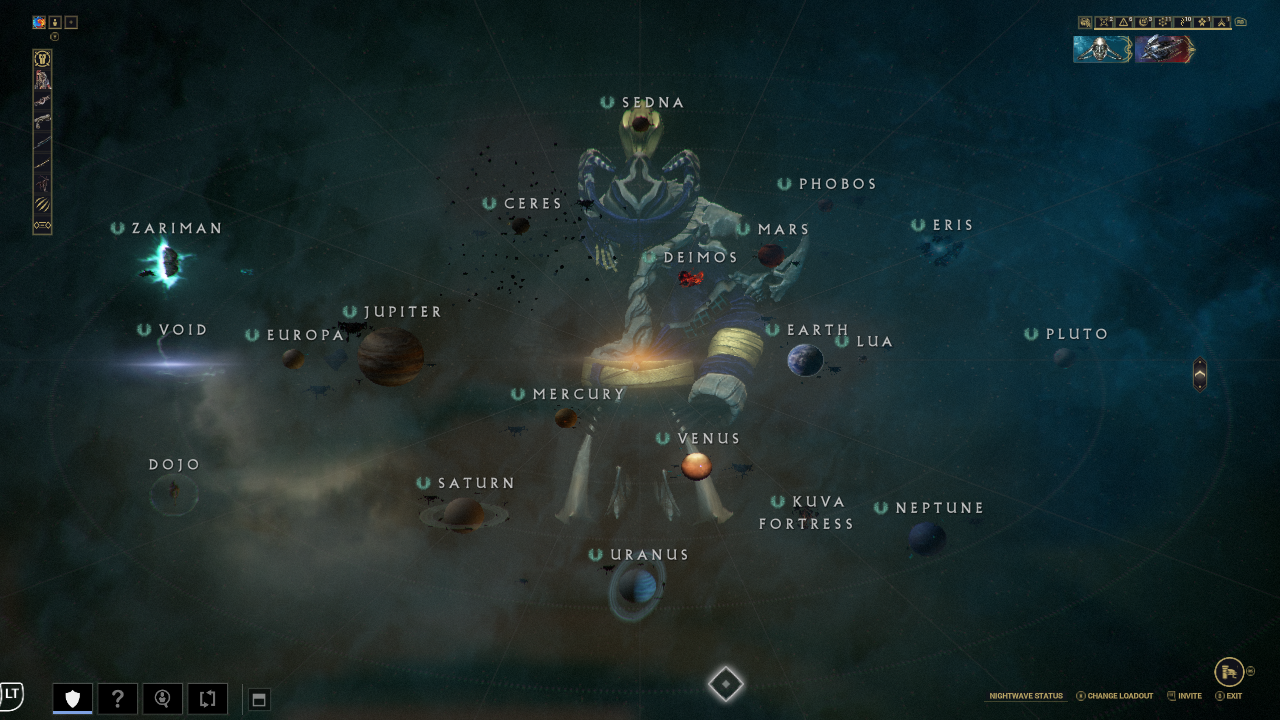 SEDNA
PHOBOS
CERES
ERIS
ZARIMAN
MARS
DEIMOS
JUPITER
VOID
EUROPA
EARTH
LUA
PLUTO
MERCURY
VENUS
DOJO
SATURN
KUVA
FORTRESS
NEPTUNE
URANUS
LT
?
NIGHTWAVE STATUS
CHANGE LOADOUT
INVITE
EXIT